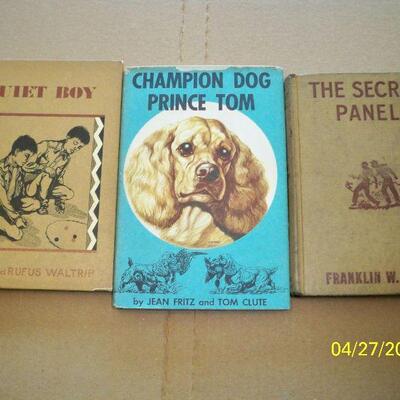 UIET BOY
RUFUS WALTRIP
CHAMPION DOG
PRINCE TOM
by JEAN FRITZ and TOM CLUTE
THE SECR
PANEL
FRANKLIN W.
04/27/20